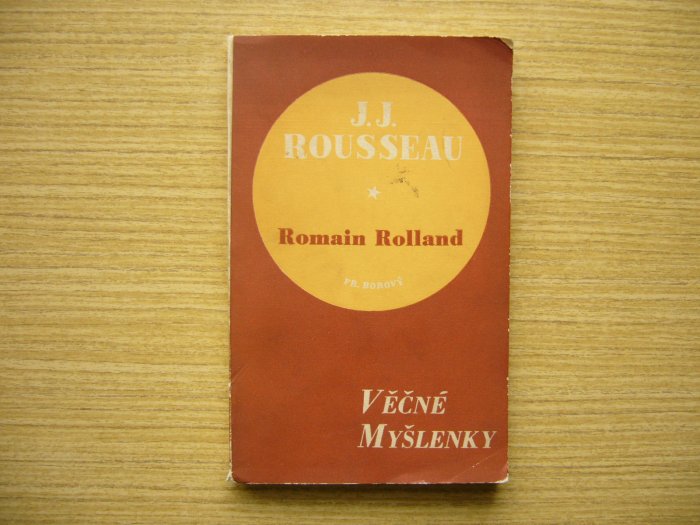 J. J.
ROUSSEAU
Romain Rolland
FR. BOROVÝ
VĚČNÉ
MYŠLENKY